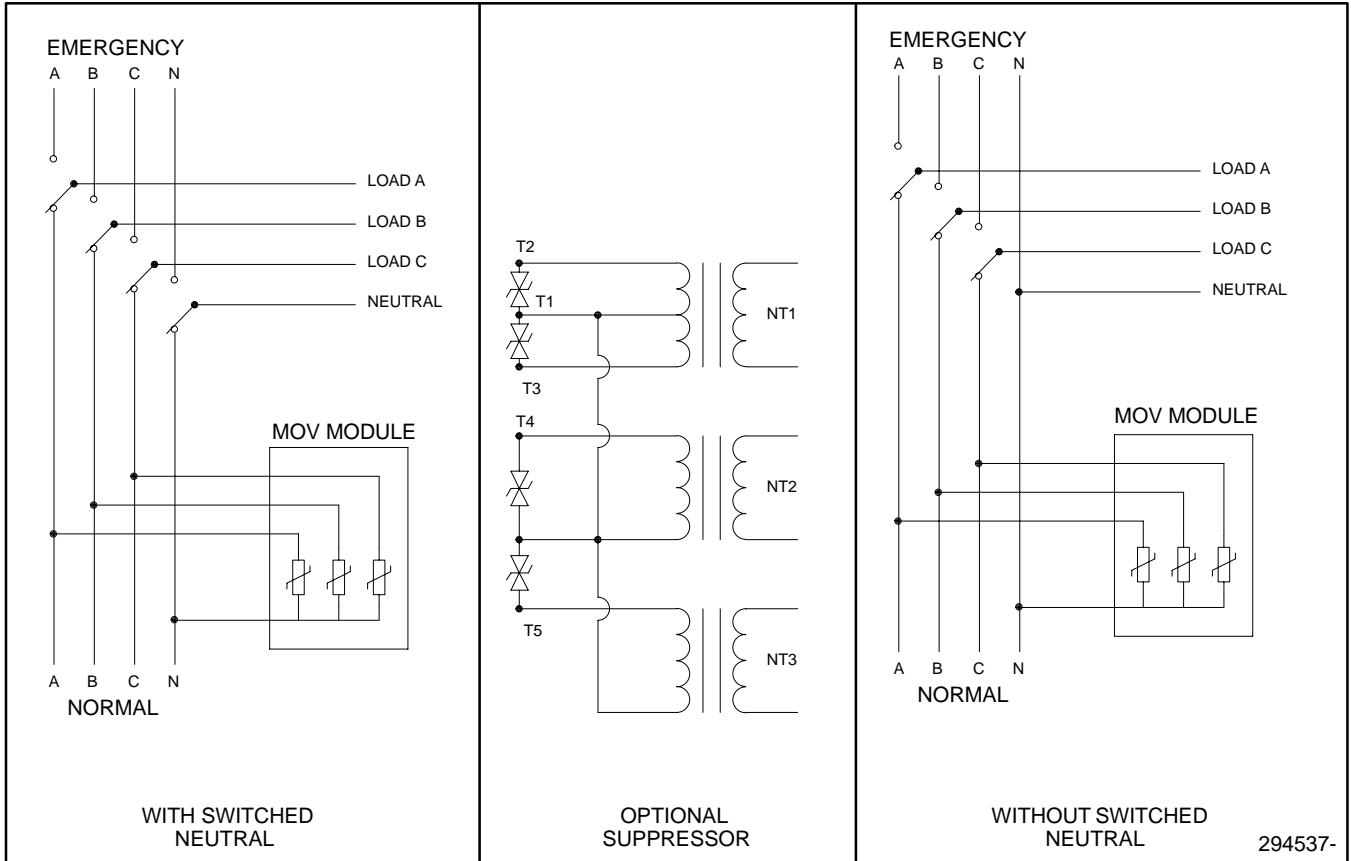 EMERGENCY
A B C N
LOAD A
LOAD B
LOAD C
NEUTRAL
MOV MODULE
A B C N
NORMAL
WITH SWITCHED
NEUTRAL
T2
T1
NT1
T3
T4
NT2
T5
NT3
OPTIONAL
SUPPRESSOR
EMERGENCY
A B C N
LOAD A
LOAD B
LOAD C
NEUTRAL
MOV MODULE
A B C N
NORMAL
WITHOUT SWITCHED
NEUTRAL
294537-